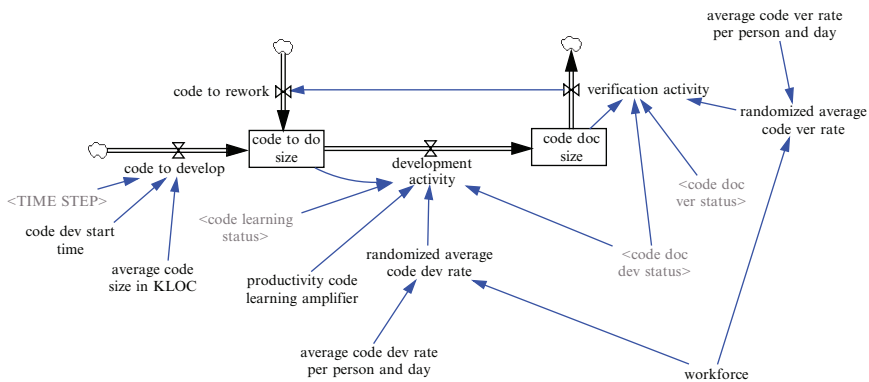 average code ver rate
per person and day
code to rework
verification activity
randomized average
code ver rate
code to do
size
code doc
size
code to develop
development
activity
<TIME STEP>
code dev start
time
average code
size in KLOC
<code learning
status>
productivity code
learning amplifier
randomized average
code dev rate
<code doc
ver status>
<code doc
dev status>
average code dev rate
per person and day
workforce